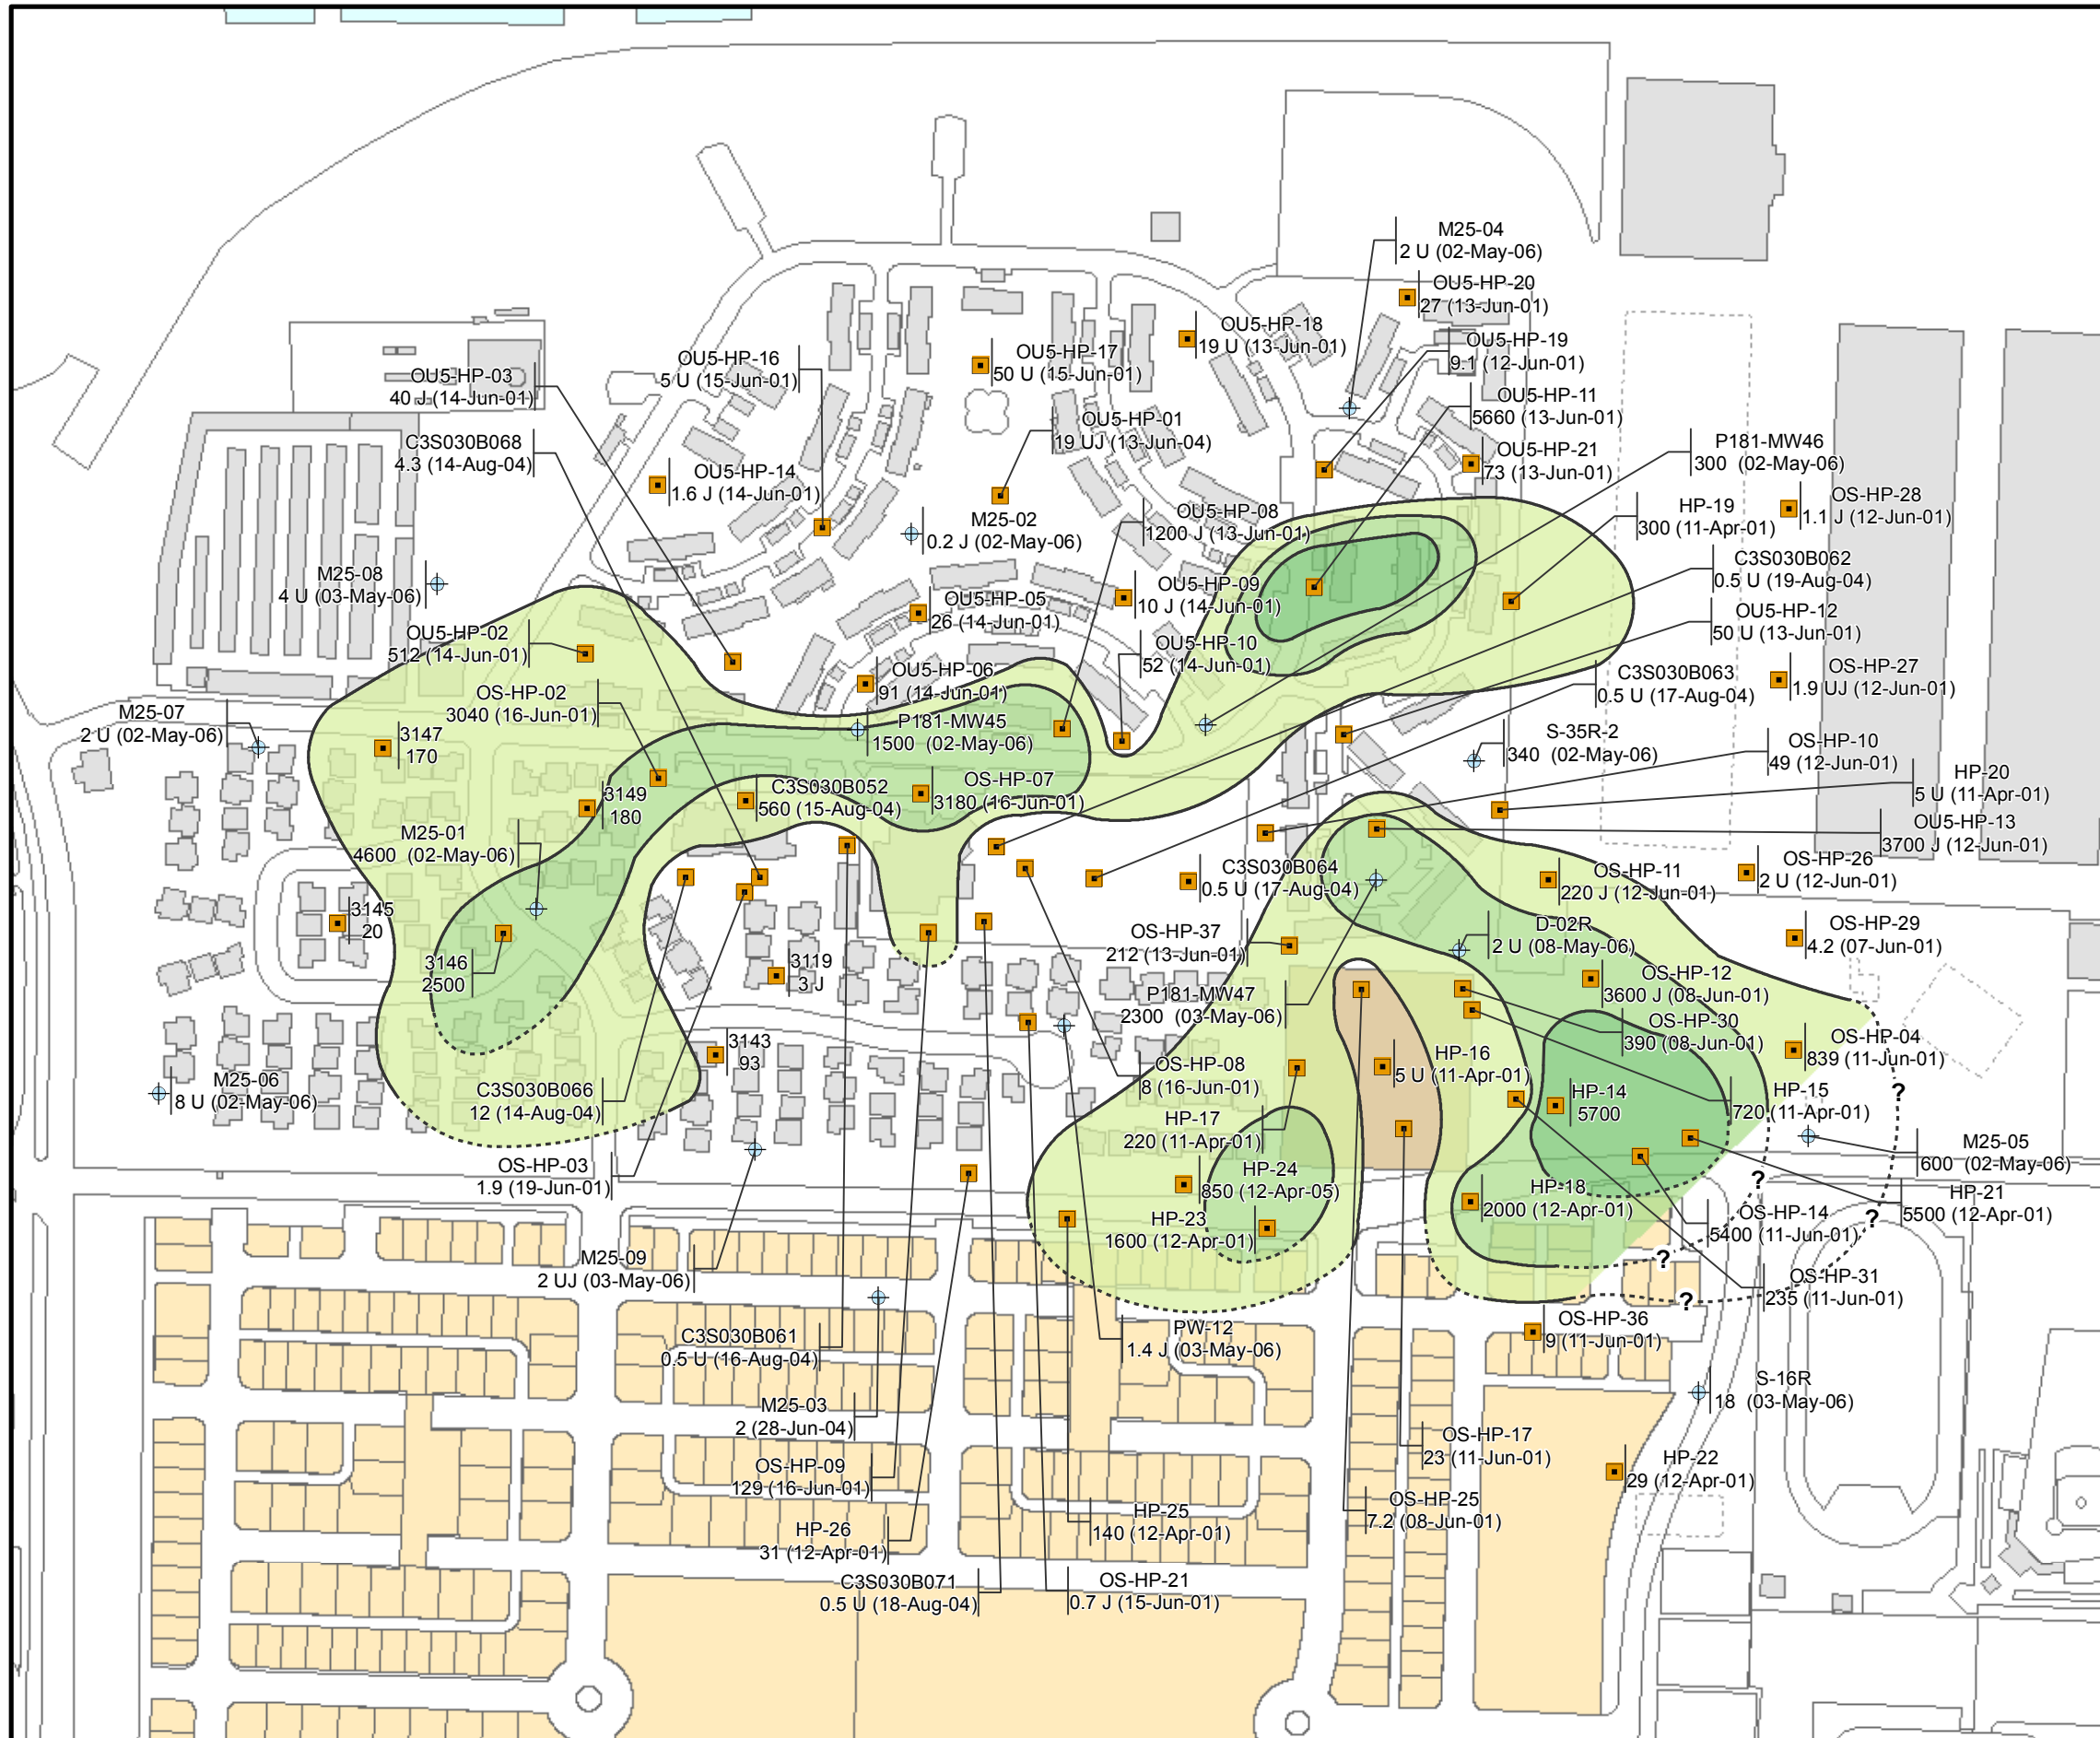 M25-04
2 U (02-May-06)
OU5-HP-20
27 (13-Jun-01)
OU5-HP-18
19 U (13-Jun-01)
OU5-HP-19
9.1 (12-Jun-01)
OU5-HP-16
5 U (15-Jun-01)
OU5-HP-17
50 U (15-Jun-01)
OU5-HP-03
40 J (14-Jun-01)
OU5-HP-11
5660 (13-Jun-01)
OU5-HP-01
19 UJ (13-Jun-04)
C3S030B068
4.3 (14-Aug-04)
P181-MW46
300 (02-May-06)
OU5-HP-21
73 (13-Jun-01)
OU5-HP-14
1.6 J (14-Jun-01)
OS-HP-28
1.1 J (12-Jun-01)
HP-19
300 (11-Apr-01)
OU5-HP-08
1200 J (13-Jun-01)
M25-02
0.2 J (02-May-06)
C3S030B062
0.5 U (19-Aug-04)
M25-08
4 U (03-May-06)
OU5-HP-09
10 J (14-Jun-01)
OU5-HP-05
26 (14-Jun-01)
OU5-HP-12
50 U (13-Jun-01)
OU5-HP-02
512 (14-Jun-01)
OU5-HP-10
52 (14-Jun-01)
OU5-HP-06
91 (14-Jun-01)
C3S030B063
0.5 U (17-Aug-04)
OS-HP-27
1.9 UJ (12-Jun-01)
OS-HP-02
3040 (16-Jun-01)
M25-07
2 U (02-May-06)
P181-MW45
1500 (02-May-06)
3147
170
S-35R-2
340 (02-May-06)
OS-HP-10
49 (12-Jun-01)
HP-20
5 U (11-Apr-01)
3149
180
C3S030B052
560 (15-Aug-04)
OS-HP-07
3180 (16-Jun-01)
OU5-HP-13
3700 J (12-Jun-01)
M25-01
4600 (02-May-06)
C3S030B064
0.5 U (17-Aug-04)
OS-HP-11
220 J (12-Jun-01)
OS-HP-26
2 U (12-Jun-01)
3145
20
OS-HP-37
212 (13-Jun-01)
D-02R
2 U (08-May-06)
OS-HP-29
4.2 (07-Jun-01)
3146
2500
3119
3 J
P181-MW47
2300 (03-May-06)
OS-HP-12
3600 J (08-Jun-01)
OS-HP-30
390 (08-Jun-01)
OS-HP-04
839 (11-Jun-01)
3143
93
OS-HP-08
8 (16-Jun-01)
HP-16
5 U (11-Apr-01)
M25-06
8 U (02-May-06)
C3S030B066
12 (14-Aug-04)
HP-14
5700
HP-15
720 (11-Apr-01)
?
HP-17
220 (11-Apr-01)
M25-05
600 (02-May-06)
OS-HP-03
1.9 (19-Jun-01)
HP-24
850 (12-Apr-05)
?
HP-18
2000 (12-Apr-01)
HP-21
5500 (12-Apr-01)
HP-23
1600 (12-Apr-01)
OS-HP-14
5400 (11-Jun-01)
?
M25-09
2 UJ (03-May-06)
?
OS-HP-31
235 (11-Jun-01)
?
C3S030B061
0.5 U (16-Aug-04)
PW-12
1.4 J (03-May-06)
OS-HP-36
9 (11-Jun-01)
M25-03
2 (28-Jun-04)
S-16R
18 (03-May-06)
OS-HP-17
23 (11-Jun-01)
OS-HP-09
129 (16-Jun-01)
HP-22
29 (12-Apr-01)
OS-HP-25
7.2 (08-Jun-01)
HP-25
140 (12-Apr-01)
HP-26
31 (12-Apr-01)
C3S030B071
0.5 U (18-Aug-04)
OS-HP-21
0.7 J (15-Jun-01)